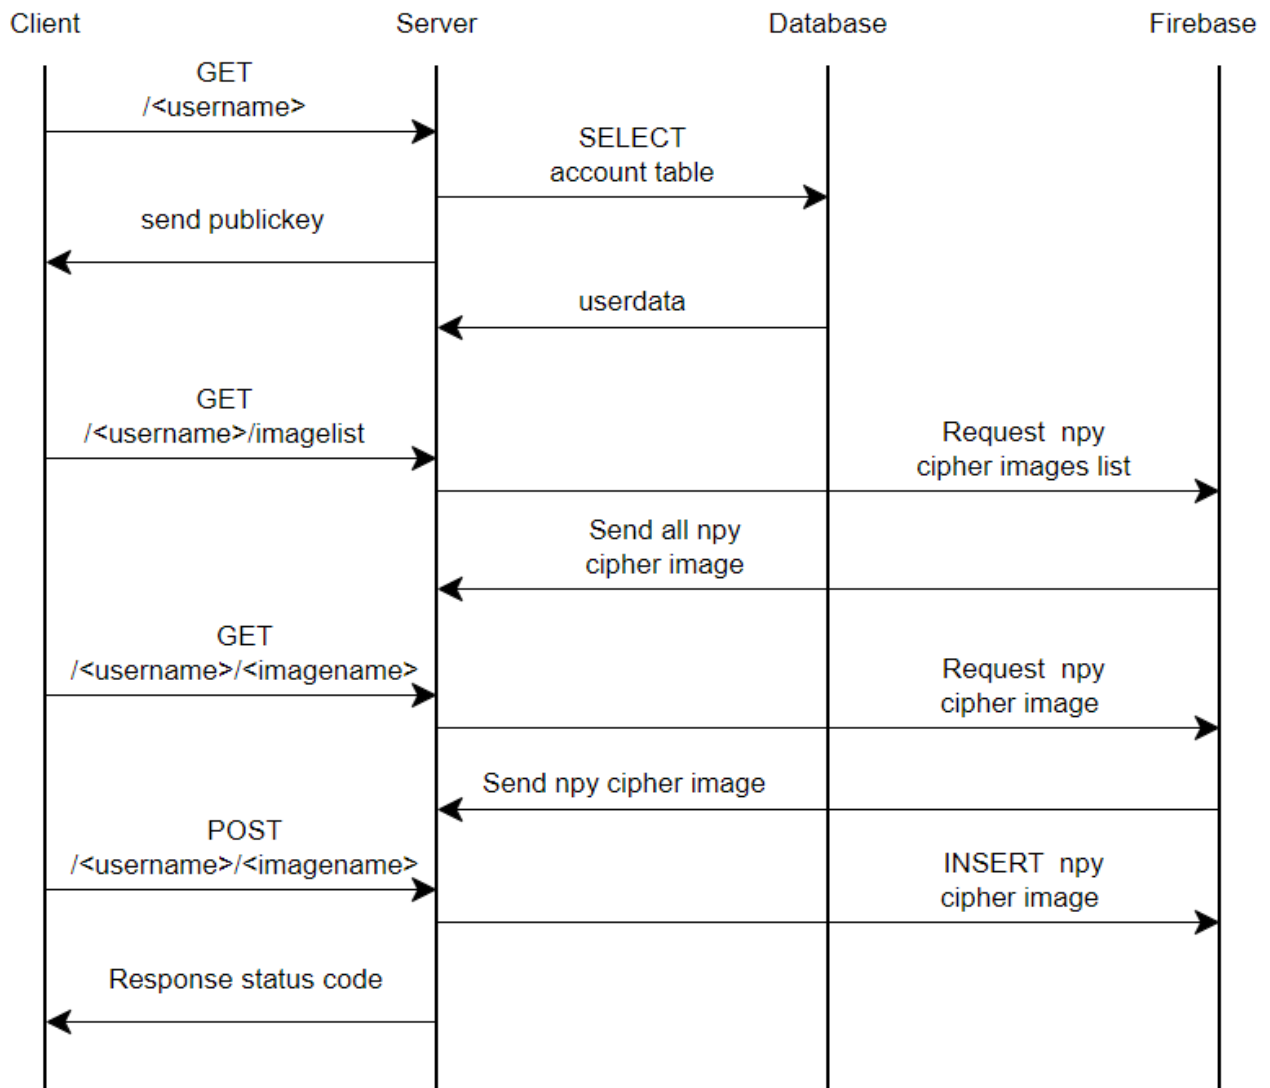 Client
Server
Database
Firebase
GET
/<username>
SELECT
account table
send publickey
userdata
GET
/<username>/imagelist
Request  npy
cipher images list
Send all npy
cipher image
GET
/<username>/<imagename>
Request  npy
cipher image
Send npy cipher image
POST
/<username>/<imagename>
INSERT  npy
cipher image
Response status code